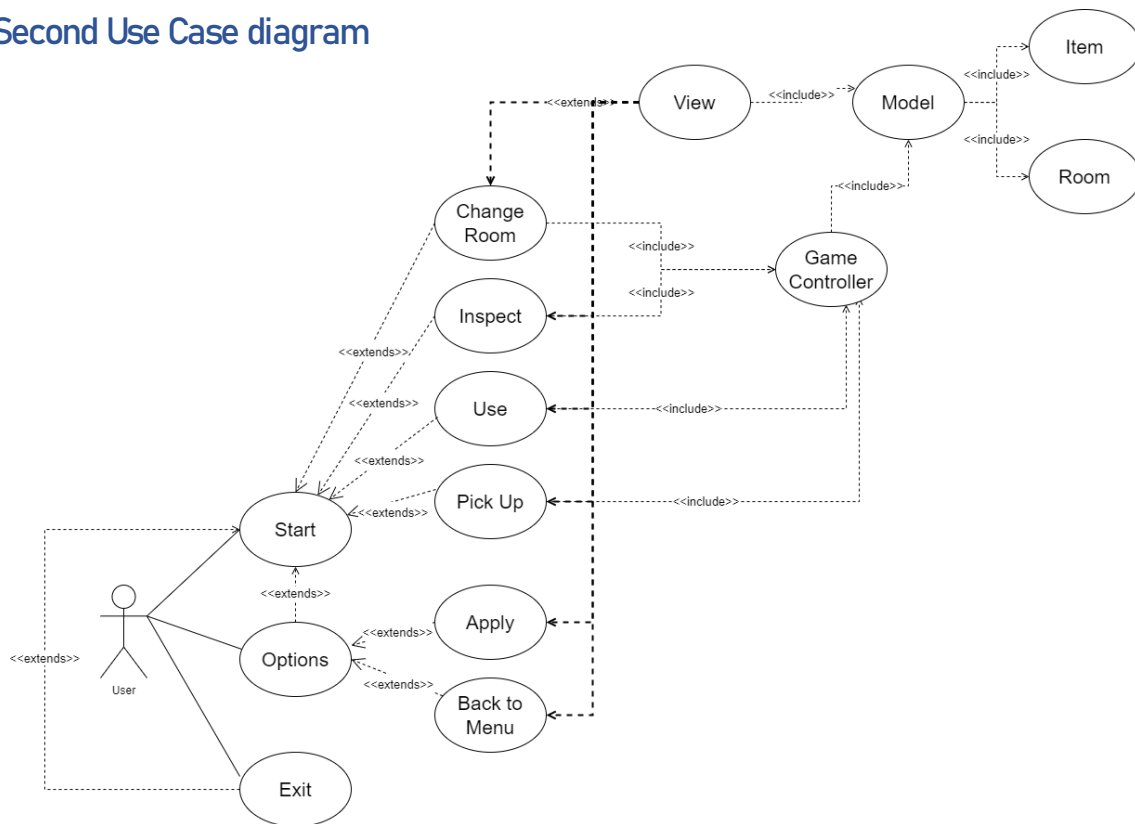 Second Use Case diagram
Item
<<include>>
View
<<include>>
Model
<<extends>>
<<include>>
Room
<<include>>
Change
Room
<<include>>
Game
Controller
<<include>>
Inspect
<<extends>>
<<extends>>
Use
<<include>>
<<extends>>
Pick Up
<<include>>
<<extends>>
Start
<<extends>>
Apply
<<extends>>
<<extends>>
Options
User
<<extends>>
Back to
Menu
Exit